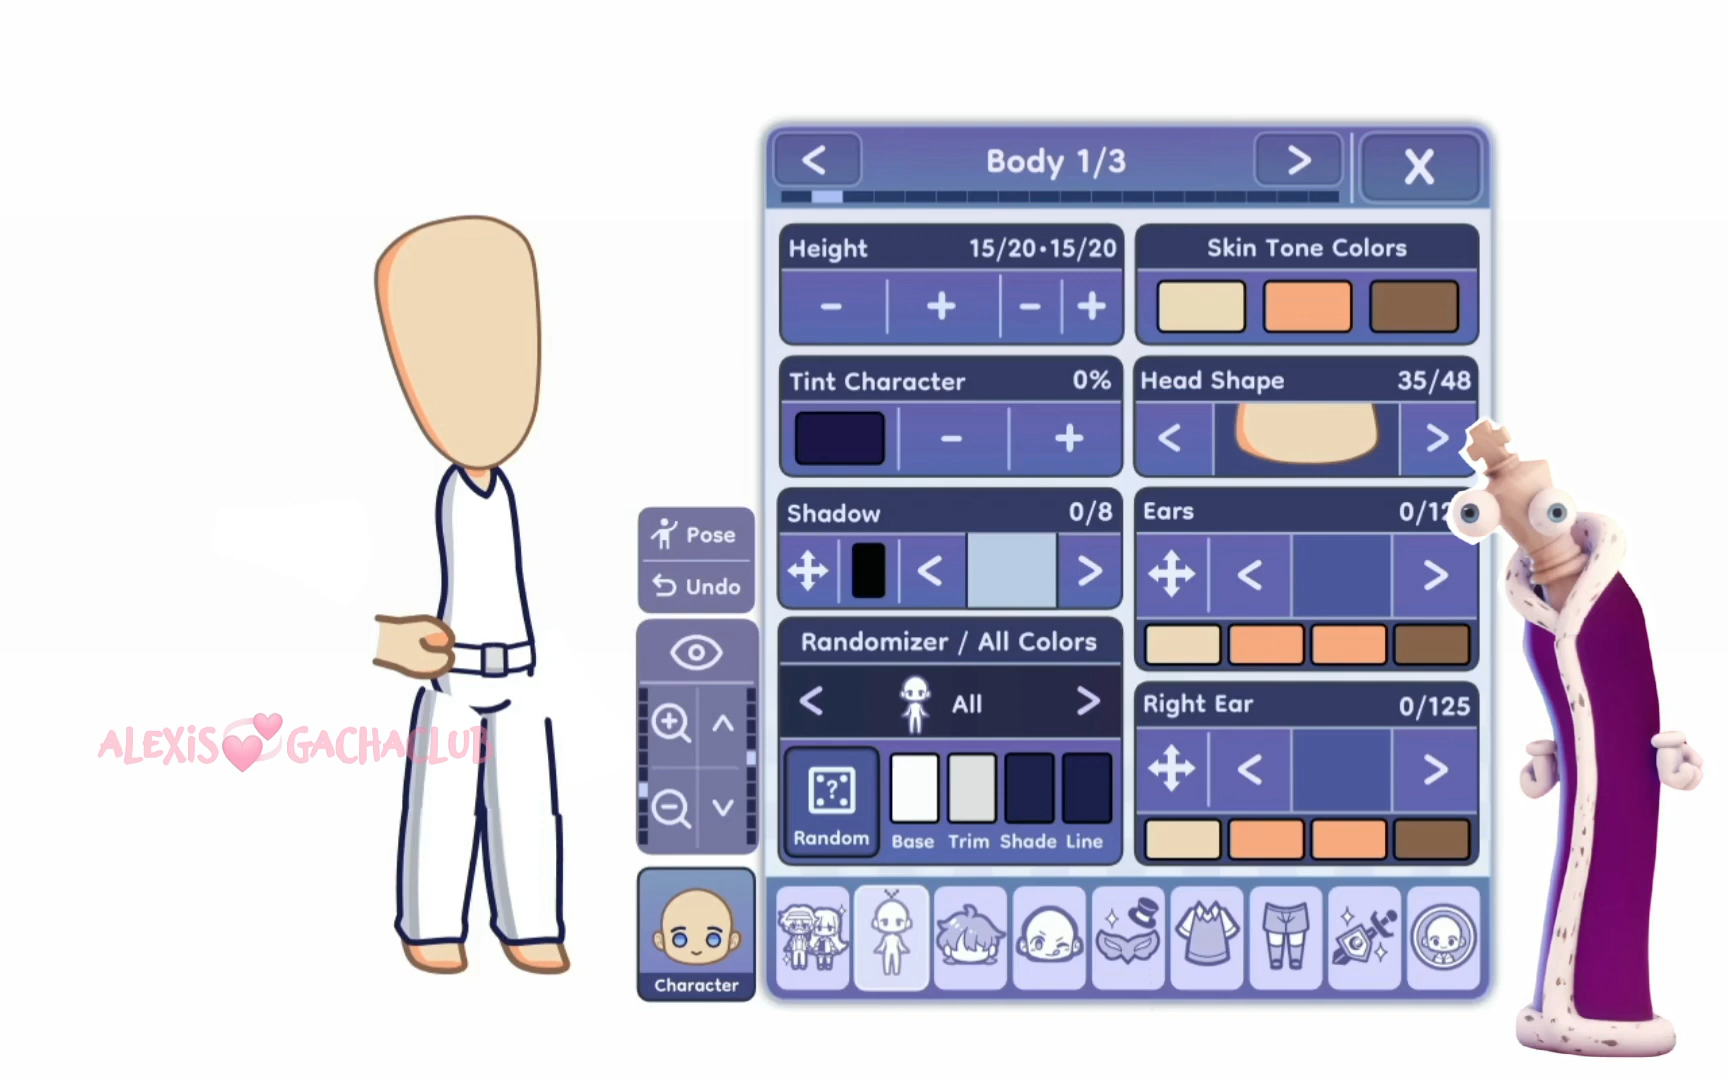 < Body 1/3 > X
Height 15/20•15/20
- + - +
Skin Tone Colors
Tint Character 0%
- +
Head Shape 35/48
< >
Pose
Undo
Shadow 0/8
< >
Ears
< >
Randomizer / All Colors
< All >
? Random Base Trim Shade Line
Right Ear 0/125
< >
Character
ALEXiS GACHACLUB